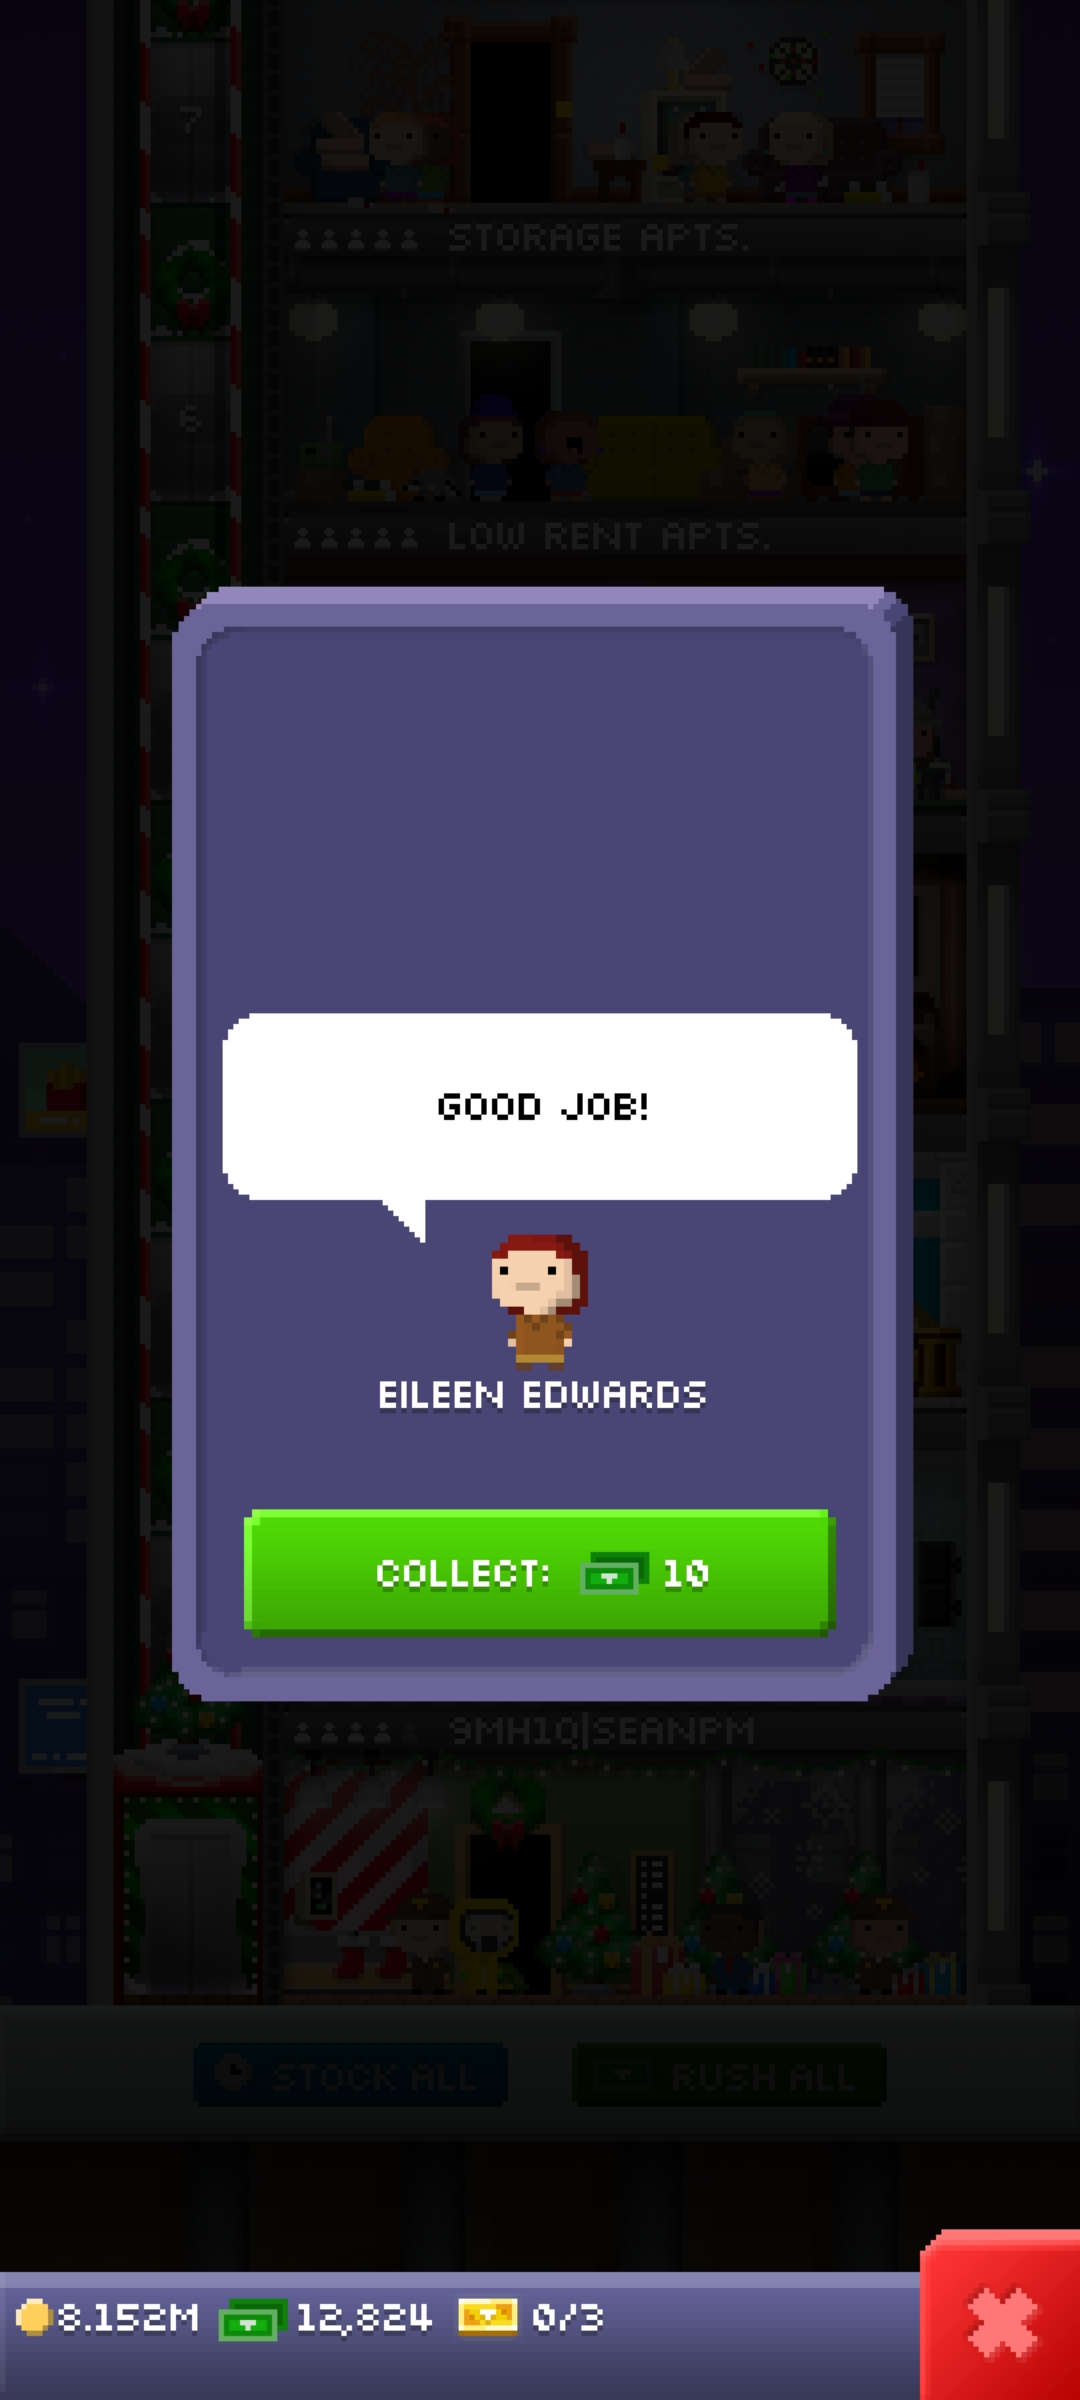 7
STORAGE APTS.
6
LOW RENT APTS.
GOOD JOB!
EILEEN EDWARDS
COLLECT: 10
9MH1Q|SEANPM
STOCK ALL
RUSH ALL
8.152M 12,824 0/3